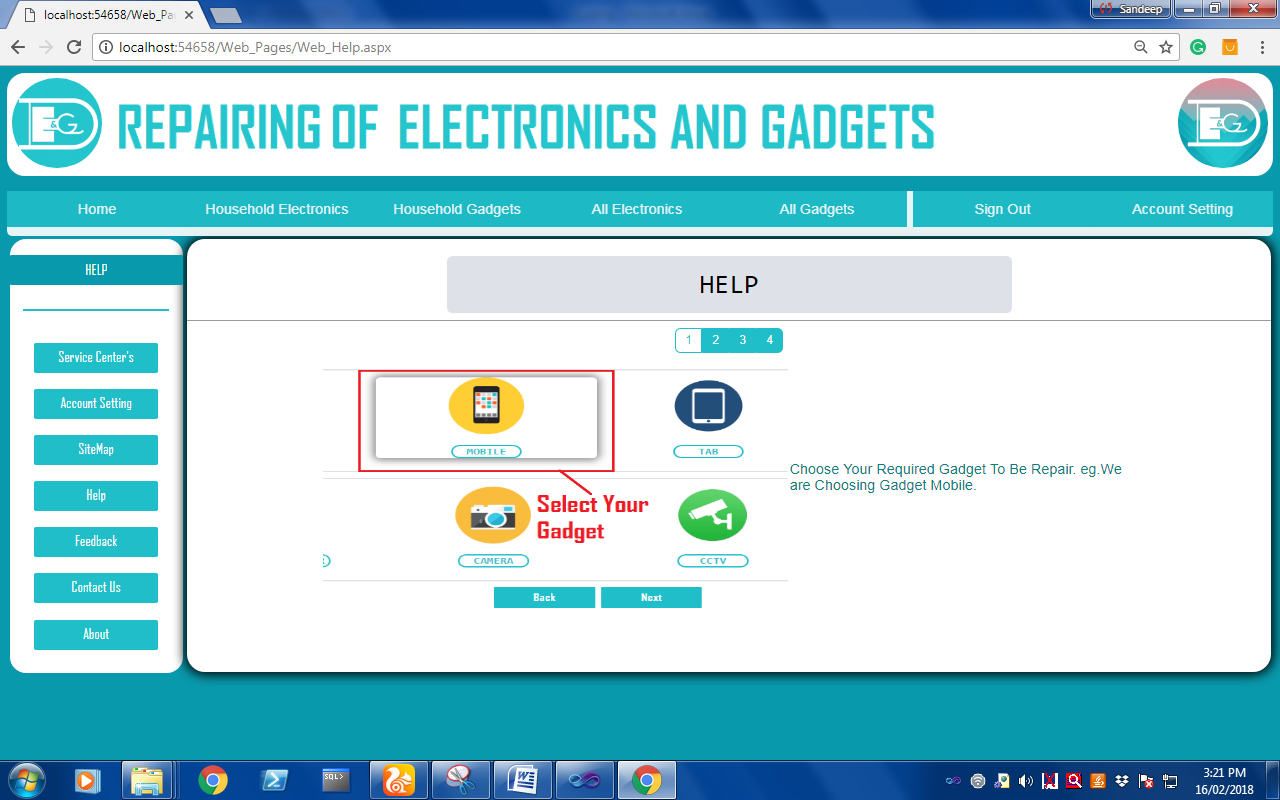 localhost:54658/Web_Pa
Sandeep
localhost:54658/Web_Pages/Web_Help.aspx
E&G
REPAIRING OF ELECTRONICS AND GADGETS
E&G
Home Household Electronics Household Gadgets All Electronics All Gadgets Sign Out Account Setting
HELP
Service Center's
Account Setting
SiteMap
Help
Feedback
Contact Us
About
HELP
1 2 3 4
MOBILE TAB
Select Your
Gadget
CAMERA CCTV
Choose Your Required Gadget To Be Repair. eg.We
are Choosing Gadget Mobile.
Back Next
SQL>
3:21 PM
16/02/2018